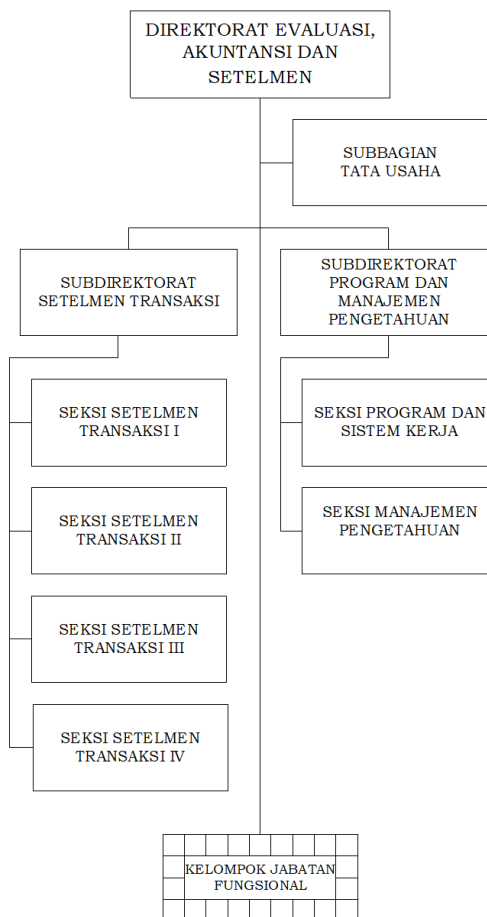 DIREKTORAT EVALUASI,
AKUNTANSI DAN
SETELMEN
SUBBAGIAN
TATA USAHA
SUBDIREKTORAT
SETELMEN TRANSAKSI
SUBDIREKTORAT
PROGRAM DAN
MANAJEMEN
PENGETAHUAN
SEKSI SETELMEN
TRANSAKSI I
SEKSI PROGRAM DAN
SISTEM KERJA
SEKSI SETELMEN
TRANSAKSI II
SEKSI MANAJEMEN
PENGETAHUAN
SEKSI SETELMEN
TRANSAKSI III
SEKSI SETELMEN
TRANSAKSI IV
KELOMPOK JABATAN
FUNGSIONAL